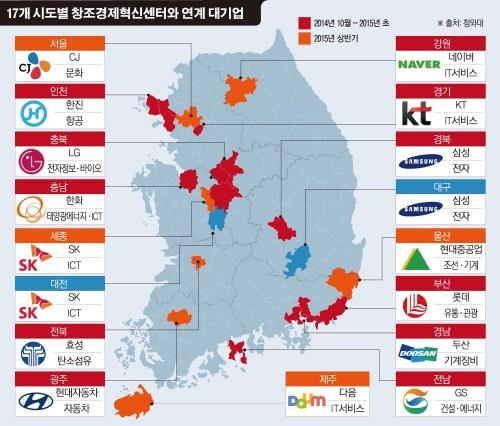 17개 시도별 창조경제혁신센터와 연계 대기업
2014년 10월 ~ 2015년 초
2015년 상반기
※ 출처: 청와대
서울
CJ
CJ
문화
인천
한진
항공
충북
LG
LG
전자정보·바이오
충남
한화
태양광에너지·ICT
세종
SK
SK
ICT
대전
SK
SK
ICT
전북
효성
탄소섬유
광주
현대자동차
자동차
제주
Daum
다음
IT서비스
강원
NAVER
네이버
IT서비스
경기
kt
KT
IT서비스
경북
SAMSUNG
삼성
전자
대구
SAMSUNG
삼성
전자
울산
현대중공업
조선·기계
부산
롯데
유통·관광
경남
DOOSAN
두산
기계장비
전남
GS
건설·에너지